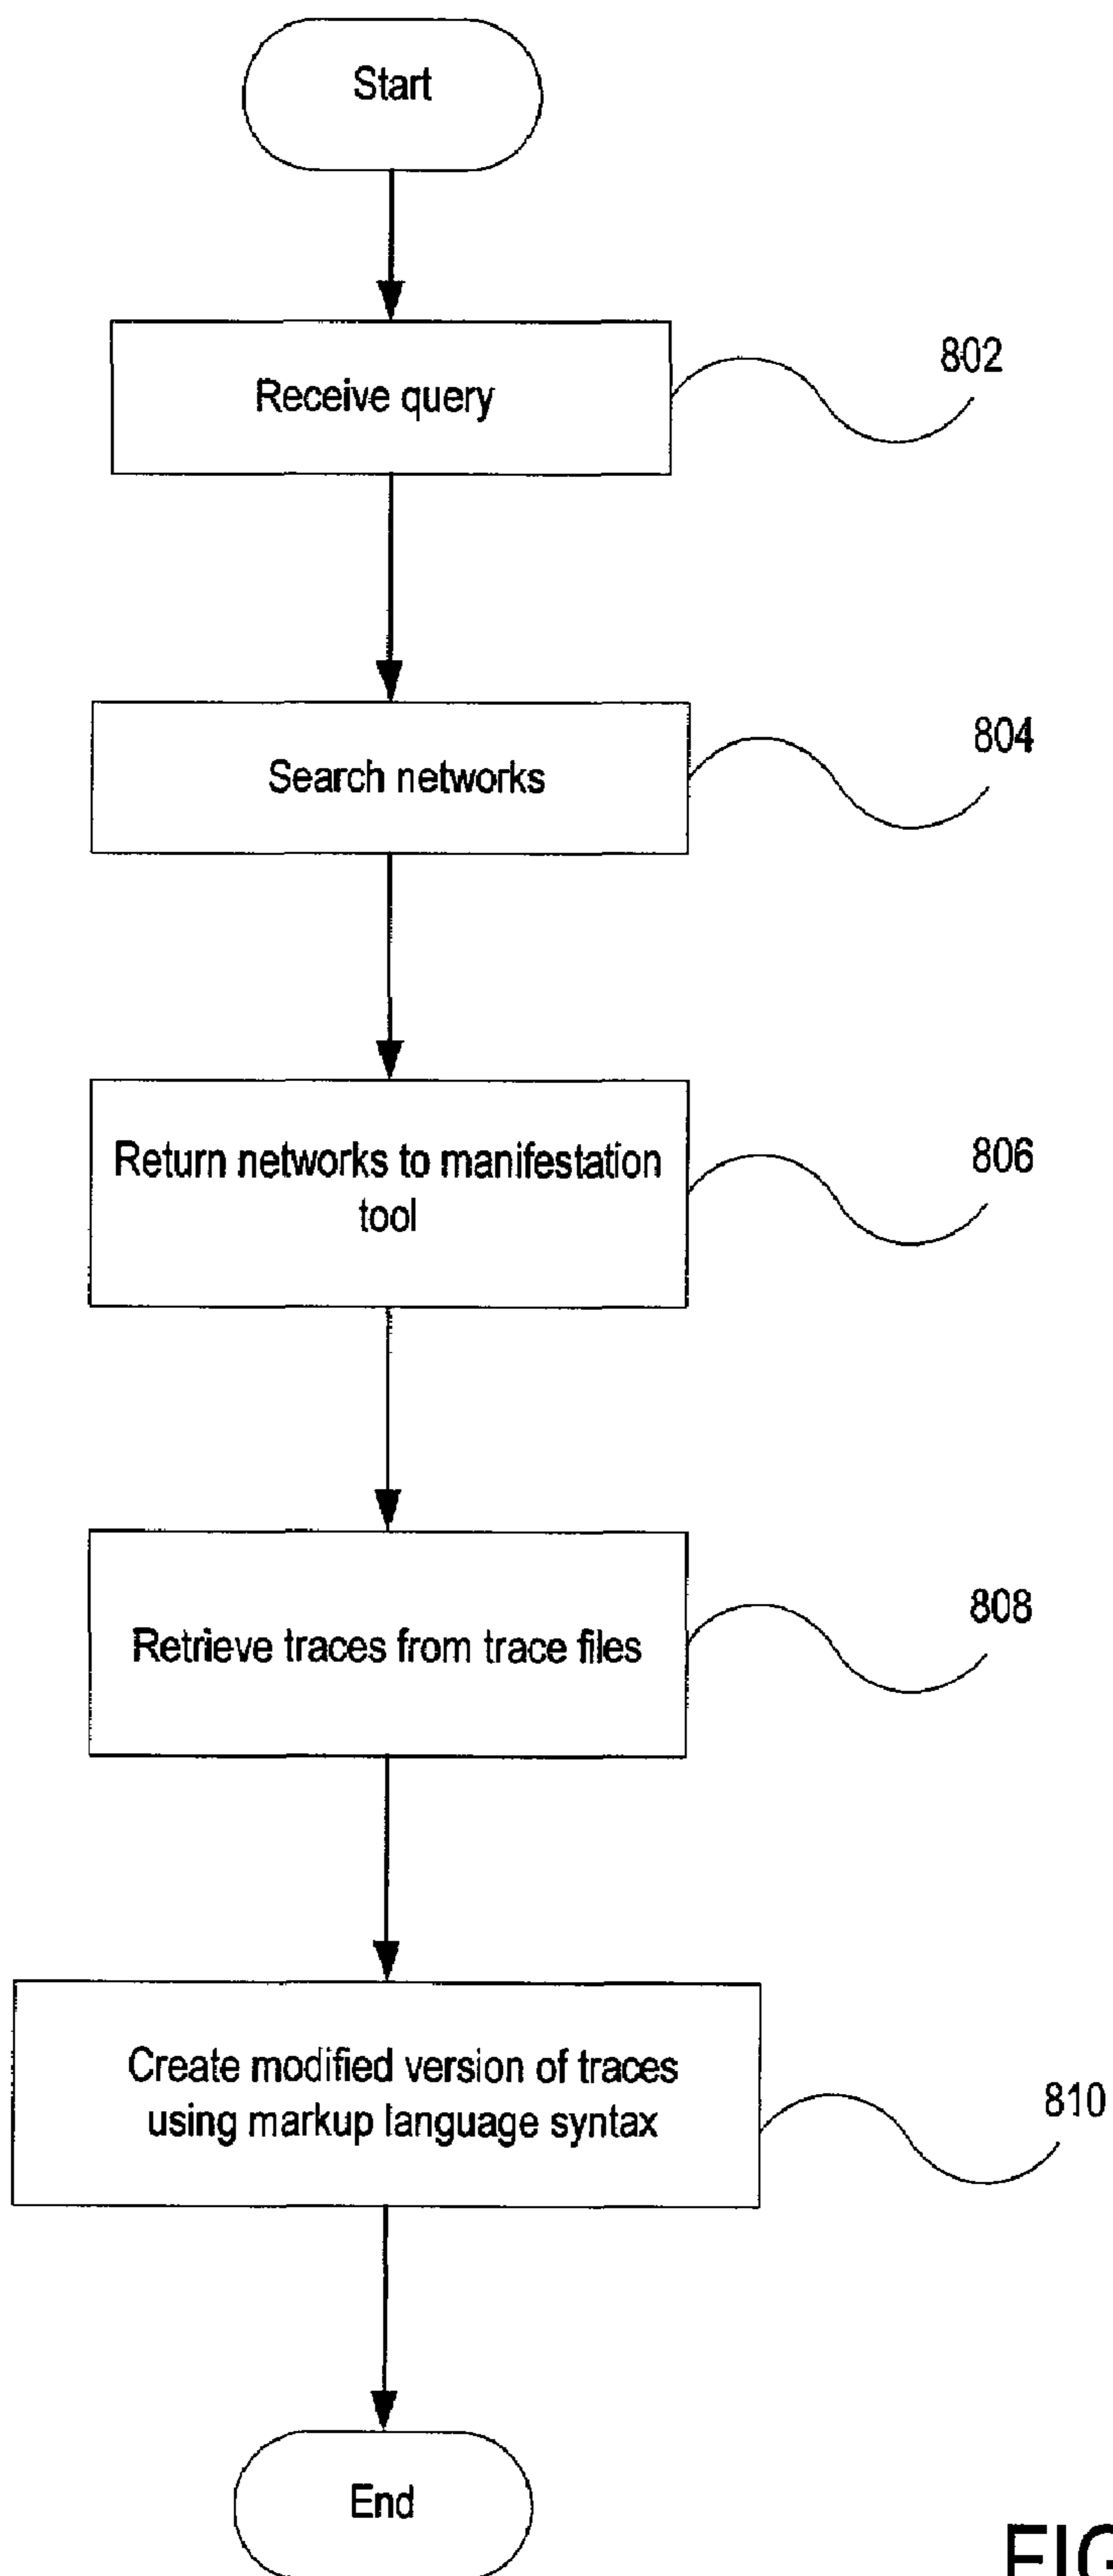 Start
Receive query
802
Search networks
804
Return networks to manifestation
tool
806
Retrieve traces from trace files
808
Create modified version of traces
using markup language syntax
810
End
FIG